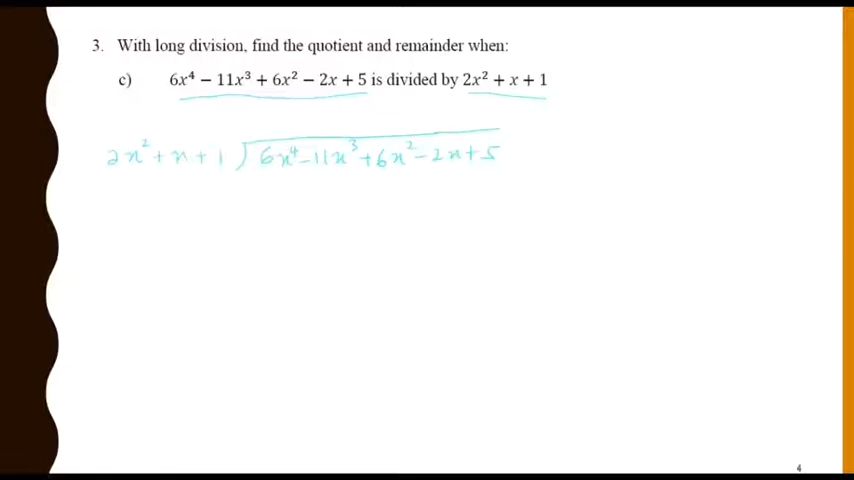 3. With long division, find the quotient and remainder when:
c) 6x⁴ − 11x³ + 6x² − 2x + 5 is divided by 2x² + x + 1
2x² + x + 1 ) 6x⁴ − 11x³ + 6x² − 2x + 5
4